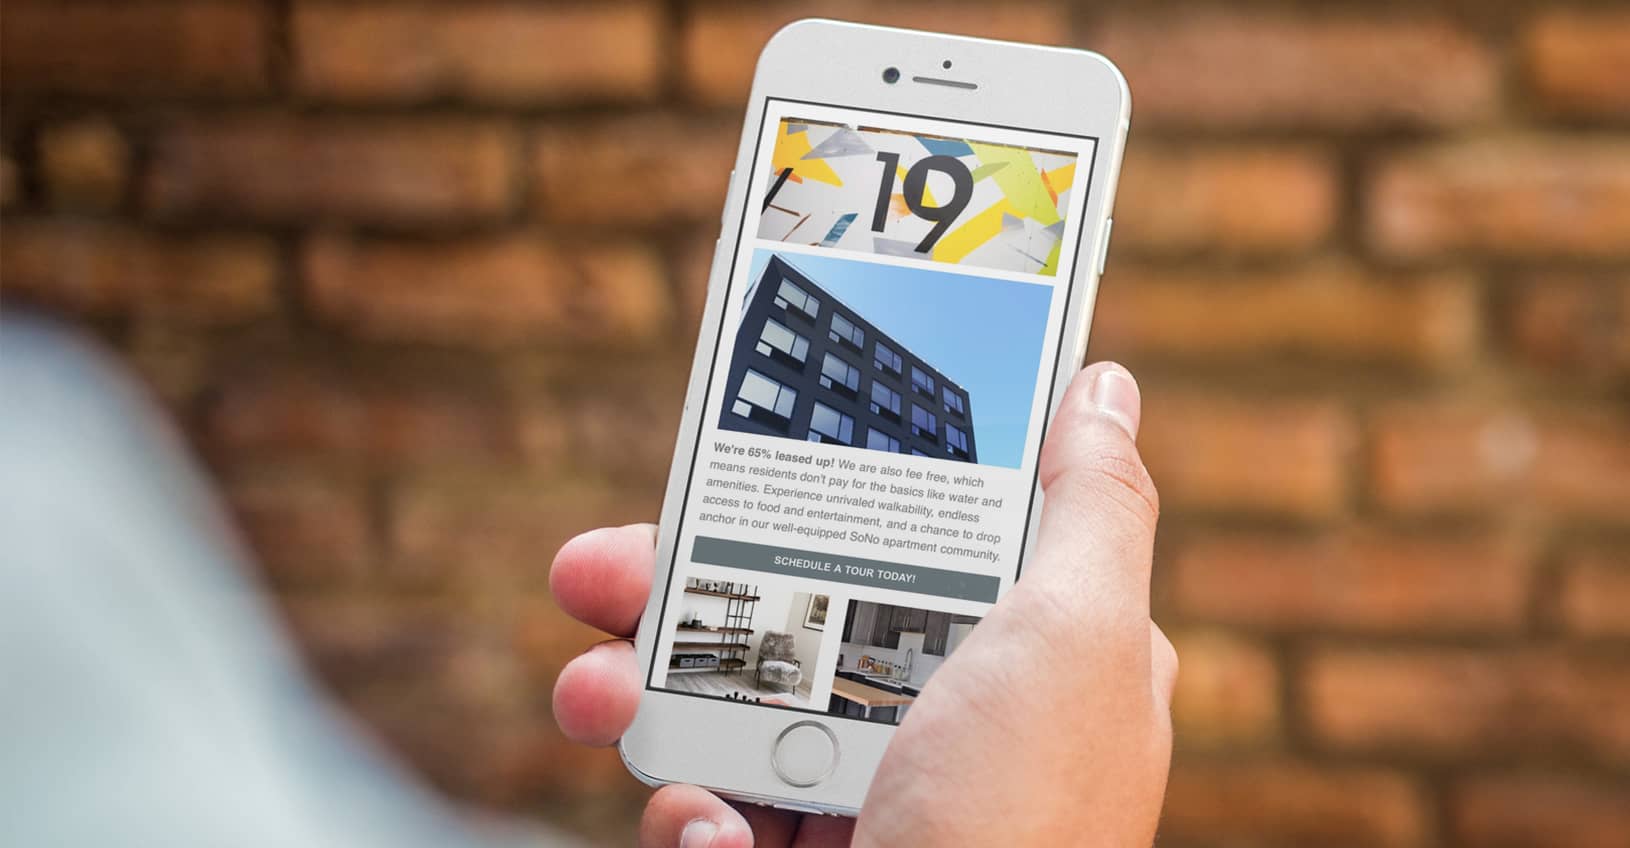 19
We're 65% leased up! We are also fee free, which
means residents don't pay for the basics like water and
amenities. Experience unrivaled walkability, endless
access to food and entertainment, and a chance to drop
anchor in our well-equipped SoNo apartment community.
SCHEDULE A TOUR TODAY!